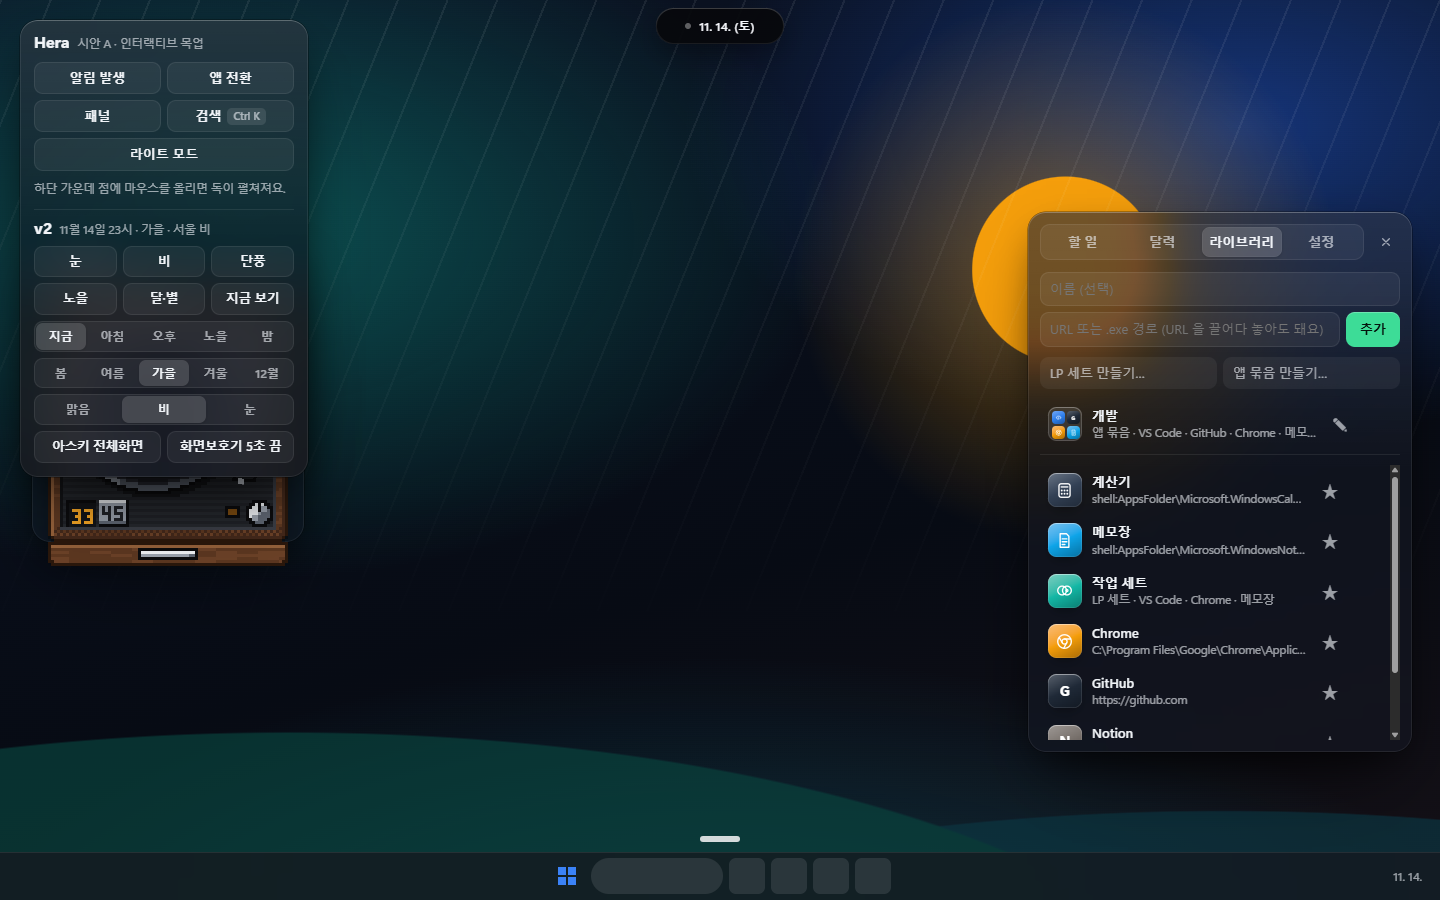 11. 14. (토)
Hera 시안 A · 인터랙티브 목업
알림 발생
앱 전환
패널
검색 Ctrl K
라이트 모드
하단 가운데 점에 마우스를 올리면 독이 펼쳐져요.
v2 11월 14일 23시 · 가을 · 서울 비
눈
비
단풍
노을
달·별
지금 보기
지금
아침
오후
노을
밤
봄
여름
가을
겨울
12월
맑음
비
눈
아스키 전체화면
화면보호기 5초 끔
33 45
할 일
달력
라이브러리
설정
×
이름 (선택)
URL 또는 .exe 경로 (URL 을 끌어다 놓아도 돼요)
추가
LP 세트 만들기...
앱 묶음 만들기...
개발
앱 묶음 · VS Code · GitHub · Chrome · 메모...
계산기
shell:AppsFolder\Microsoft.WindowsCal...
메모장
shell:AppsFolder\Microsoft.WindowsNot...
작업 세트
LP 세트 · VS Code · Chrome · 메모장
Chrome
C:\Program Files\Google\Chrome\Applic...
G
GitHub
https://github.com
Notion
11. 14.